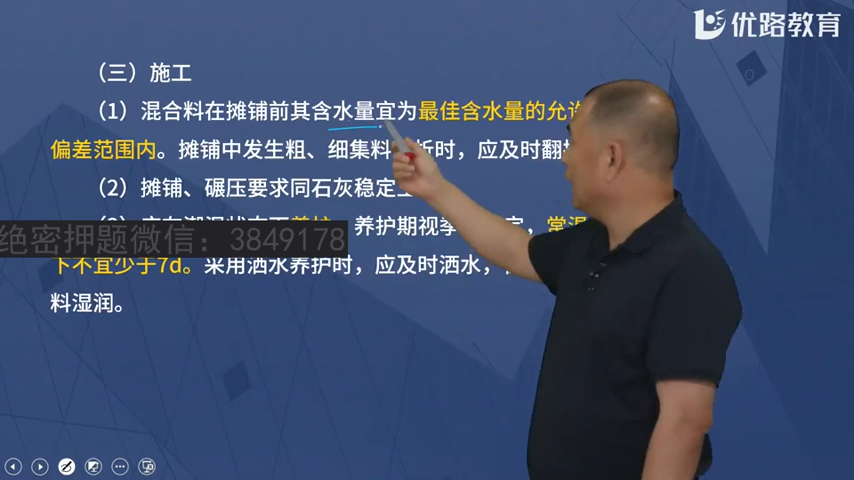 优路教育
（三）施工
（1）混合料在摊铺前其含水量宜为最佳含水量的允许
偏差范围内。摊铺中发生粗、细集料 析时，应及时翻
（2）摊铺、碾压要求同石灰稳定
养护期视季 常温
绝密押题微信：3849178
下不宜少于7d。采用洒水养护时，应及时洒水，
料湿润。